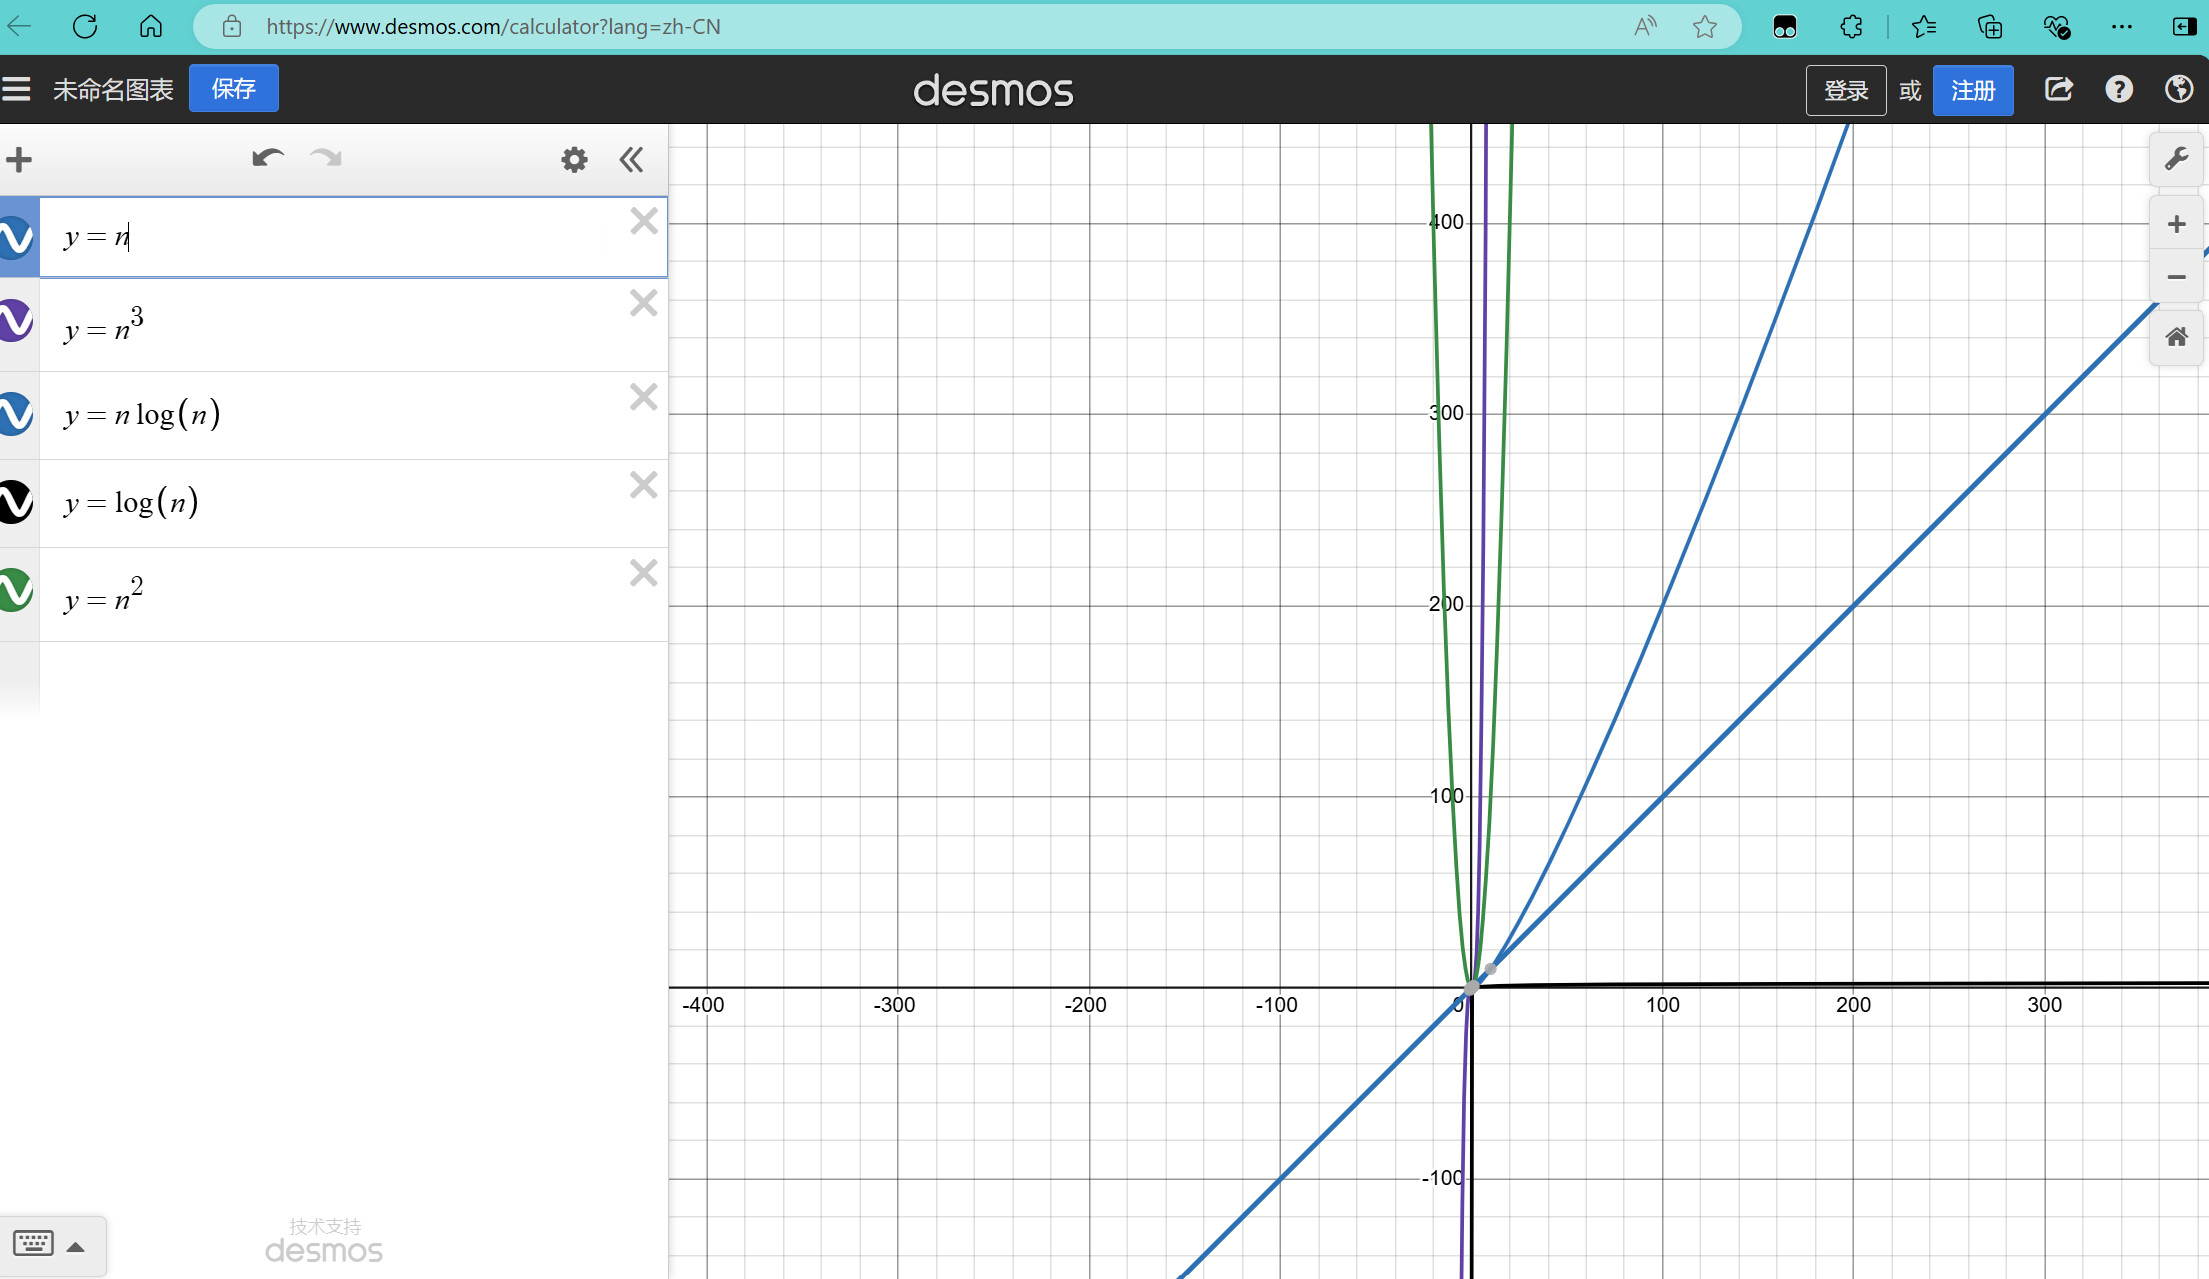 https://www.desmos.com/calculator?lang=zh-CN
未命名图表 保存 desmos 登录 或 注册
y = n
y = n^3
y = n log(n)
y = log(n)
y = n^2
400
300
200
100
-400 -300 -200 -100 0 100 200 300
-100
技术支持
desmos